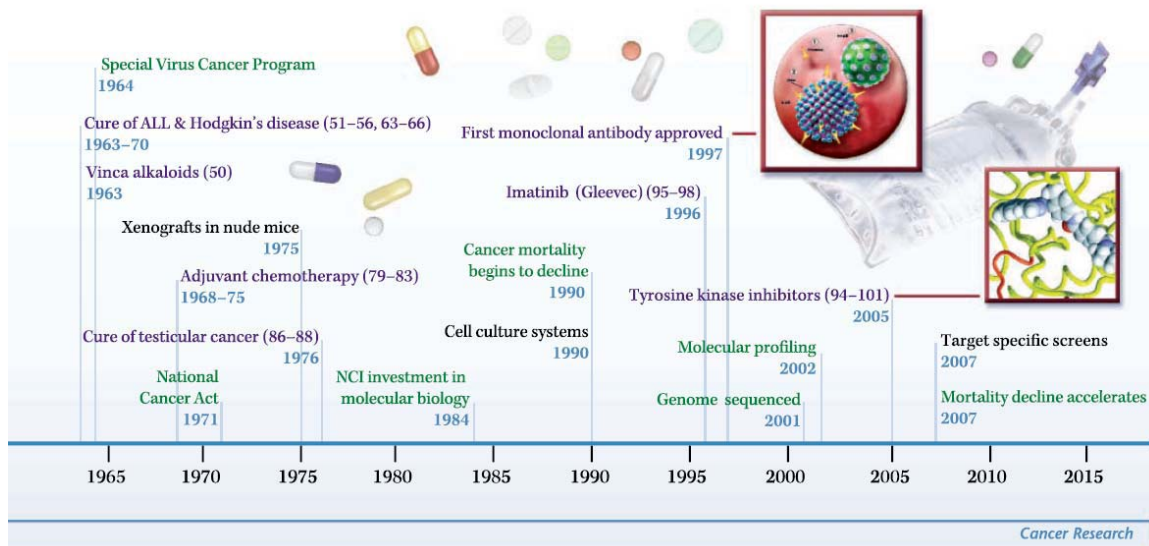 Special Virus Cancer Program
1964
Cure of ALL & Hodgkin's disease (51–56, 63–66)
1963–70
Vinca alkaloids (50)
1963
Xenografts in nude mice
1975
Adjuvant chemotherapy (79–83)
1968–75
Cure of testicular cancer (86–88)
1976
National
Cancer Act
1971
NCI investment in
molecular biology
1984
First monoclonal antibody approved
1997
Imatinib (Gleevec) (95–98)
1996
Cancer mortality
begins to decline
1990
Cell culture systems
1990
Tyrosine kinase inhibitors (94–101)
2005
Molecular profiling
2002
Genome sequenced
2001
Target specific screens
2007
Mortality decline accelerates
2007
1965 1970 1975 1980 1985 1990 1995 2000 2005 2010 2015
Cancer Research